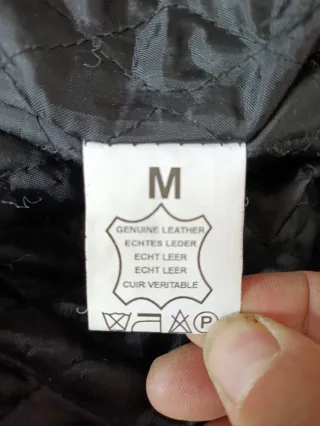 M
GENUINE LEATHER
ECHTES LEDER
ECHT LEER
ECHT LEER
CUIR VERITABLE
P